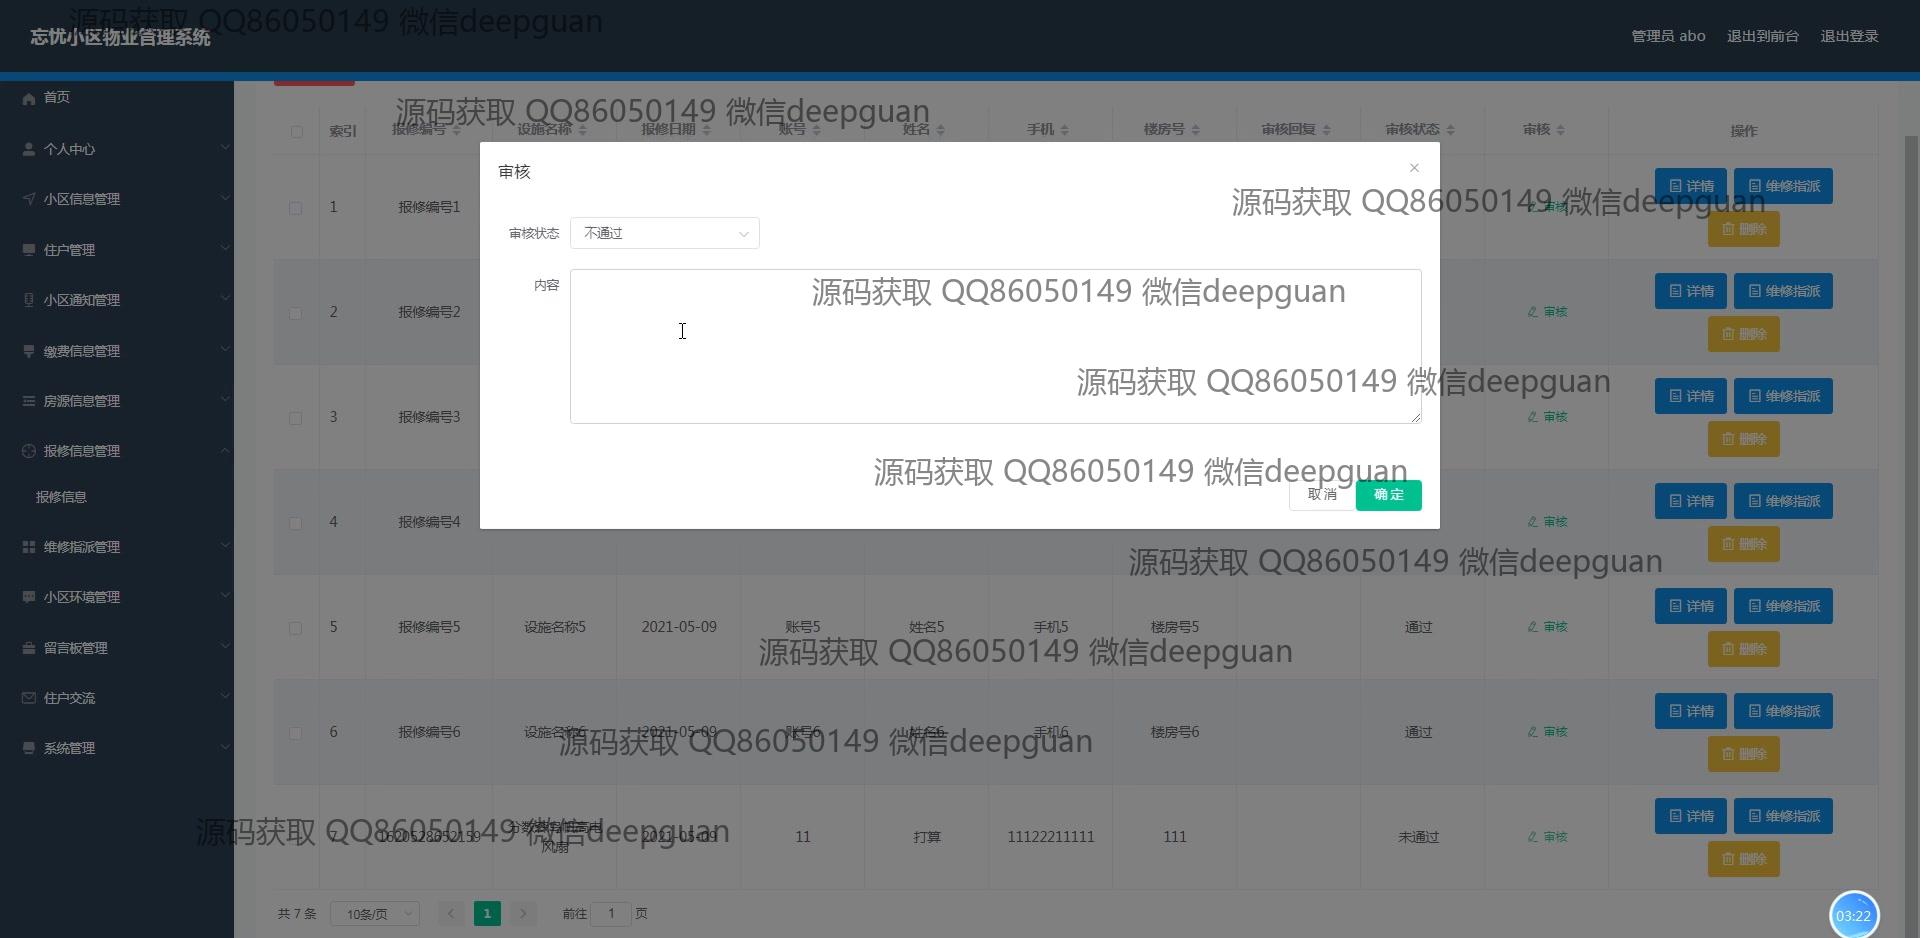 源码获取 QQ86050149 微信deepguan
忘忧小区物业管理系统
管理员 abo 退出到前台 退出登录
首页
个人中心
小区信息管理
住户管理
小区通知管理
缴费信息管理
房源信息管理
报修信息管理
报修信息
维修指派管理
小区环境管理
留言板管理
住户交流
系统管理
源码获取 QQ86050149 微信deepguan
索引 报修编号 设施名称 报修日期 账号 姓名 手机 楼房号 审核回复 审核状态 审核 操作
审核
×
源码获取 QQ86050149 微信deepguan
审核状态 不通过
内容
源码获取 QQ86050149 微信deepguan
源码获取 QQ86050149 微信deepguan
源码获取 QQ86050149 微信deepguan
取消 确定
1 报修编号1 审核 详情 维修指派
删除
2 报修编号2 审核 详情 维修指派
删除
3 报修编号3 审核 详情 维修指派
删除
4 报修编号4 审核 详情 维修指派
删除
源码获取 QQ86050149 微信deepguan
5 报修编号5 设施名称5 2021-05-09 账号5 姓名5 手机5 楼房号5 通过 审核 详情 维修指派
删除
源码获取 QQ86050149 微信deepguan
6 报修编号6 设施名称6 2021-05-09 账号6 姓名6 手机6 楼房号6 通过 审核 详情 维修指派
删除
源码获取 QQ86050149 微信deepguan
7 1620528652159 风扇 2021-05-09 11 打算 11122211111 111 未通过 审核 详情 维修指派
删除
源码获取 QQ86050149 微信deepguan
共 7 条 10条/页 1 前往 1 页
03:22